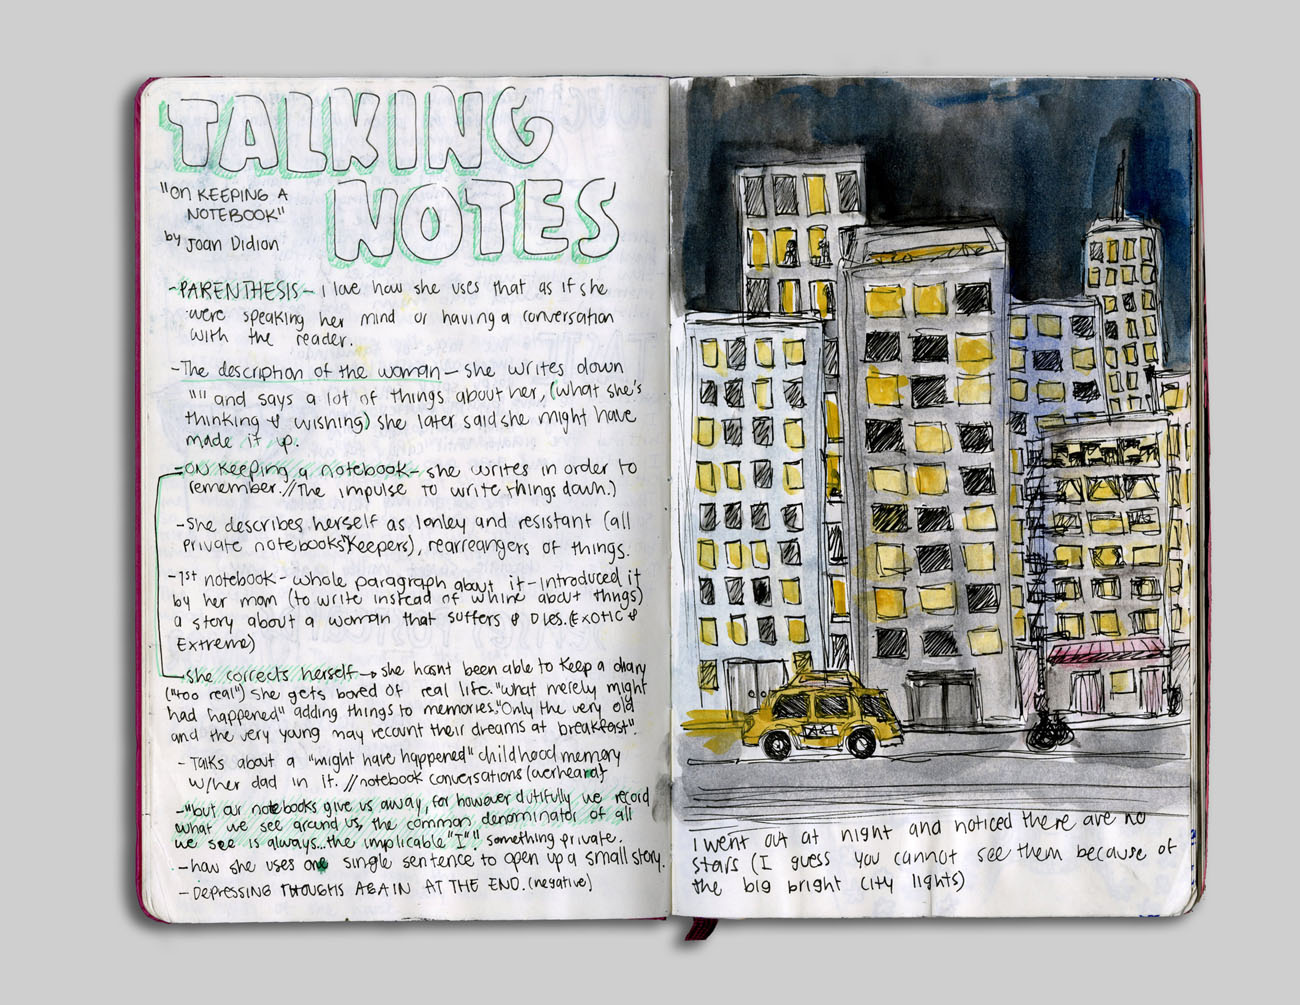 TALKING
NOTES
"ON KEEPING A
NOTEBOOK"
by Joan Didion
-PARENTHESIS- i love how she uses that as if she
were speaking her mind or having a conversation
with the reader.
-The description of the woman - she writes down
"" and says a lot of things about her, (what she's
thinking & wishing) she later said she might have
made it up.
-on keeping a notebook- she writes in order to
remember.//The impulse to write things down.)
-she describes herself as lonley and resistant (all
private notebooks Keepers), rearreangers of things.
-1st notebook - whole paragraph about it - introduced it
by her mom (to write instead of whine about things)
a story about a woman that suffers & DIES. (EXOTIC &
Extreme)
-she corrects herself → she hasnt been able to keep a diary
("too real") she gets bored of real life. "what merely might
had happened" adding things to memories. "Only the very old
and the very young may recount their dreams at breakfast".
- Talks about a "might have happened" childhood memory
w/her dad in it. //notebook conversations (overheard)
-"but our notebooks give us away, for however dutifully we record
what we see around us, the common denominator of all
we see is always...the implicable "I"" something private.
-how she uses one single sentence to open up a small story.
-DEPRESSING THOUGHS AGAIN AT THE END. (negative)
TAXI
I went out at night and noticed there are no
stars (I guess you cannot see them because of
the big bright city lights)